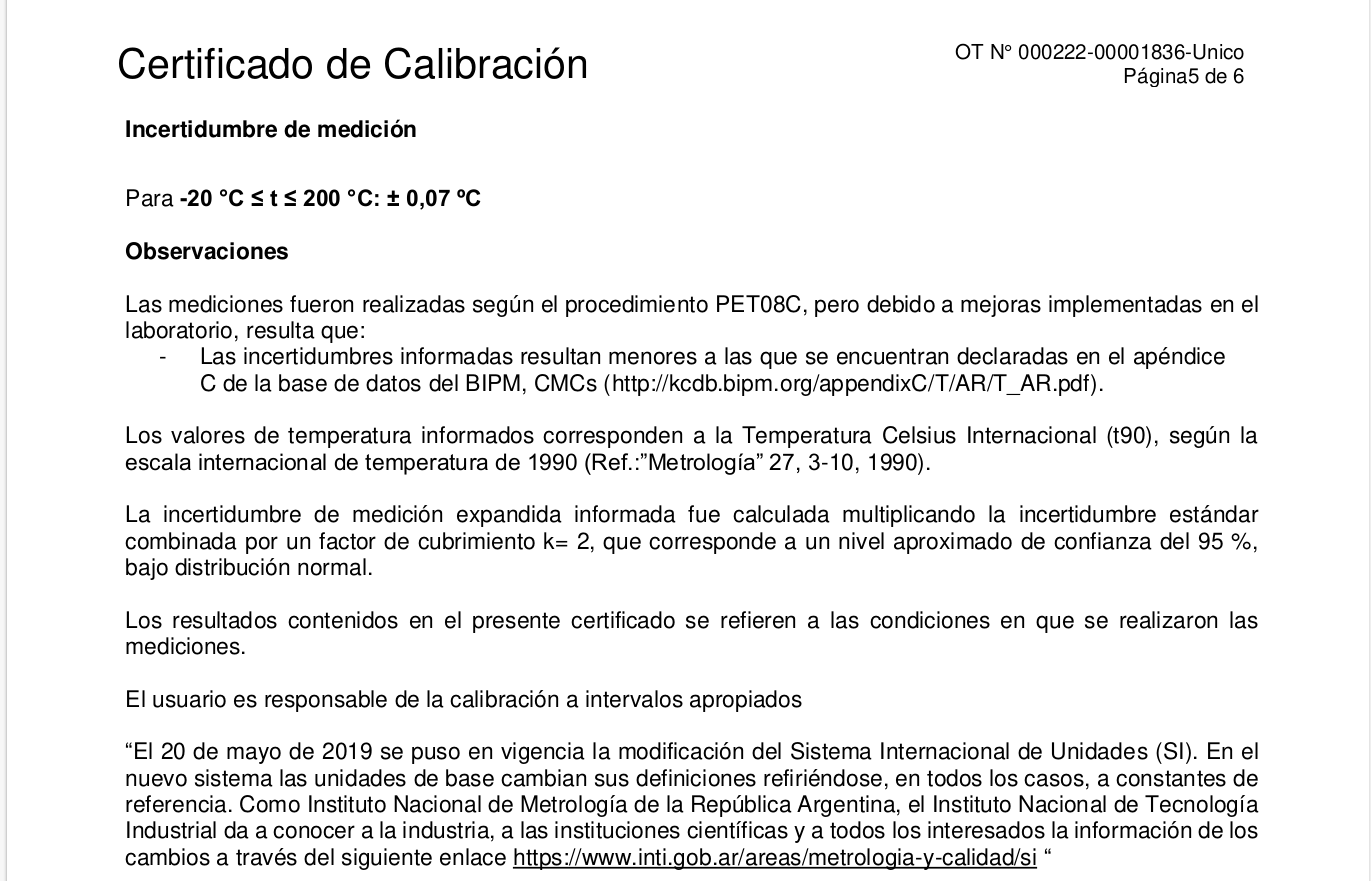 Certificado de Calibración
OT N° 000222-00001836-Unico
Página5 de 6
Incertidumbre de medición
Para -20 °C ≤ t ≤ 200 °C: ± 0,07 ºC
Observaciones
Las mediciones fueron realizadas según el procedimiento PET08C, pero debido a mejoras implementadas en el
laboratorio, resulta que:
- Las incertidumbres informadas resultan menores a las que se encuentran declaradas en el apéndice
C de la base de datos del BIPM, CMCs (http://kcdb.bipm.org/appendixC/T/AR/T_AR.pdf).
Los valores de temperatura informados corresponden a la Temperatura Celsius Internacional (t90), según la
escala internacional de temperatura de 1990 (Ref.:”Metrología” 27, 3-10, 1990).
La incertidumbre de medición expandida informada fue calculada multiplicando la incertidumbre estándar
combinada por un factor de cubrimiento k= 2, que corresponde a un nivel aproximado de confianza del 95 %,
bajo distribución normal.
Los resultados contenidos en el presente certificado se refieren a las condiciones en que se realizaron las
mediciones.
El usuario es responsable de la calibración a intervalos apropiados
“El 20 de mayo de 2019 se puso en vigencia la modificación del Sistema Internacional de Unidades (SI). En el
nuevo sistema las unidades de base cambian sus definiciones refiriéndose, en todos los casos, a constantes de
referencia. Como Instituto Nacional de Metrología de la República Argentina, el Instituto Nacional de Tecnología
Industrial da a conocer a la industria, a las instituciones científicas y a todos los interesados la información de los
cambios a través del siguiente enlace https://www.inti.gob.ar/areas/metrologia-y-calidad/si “